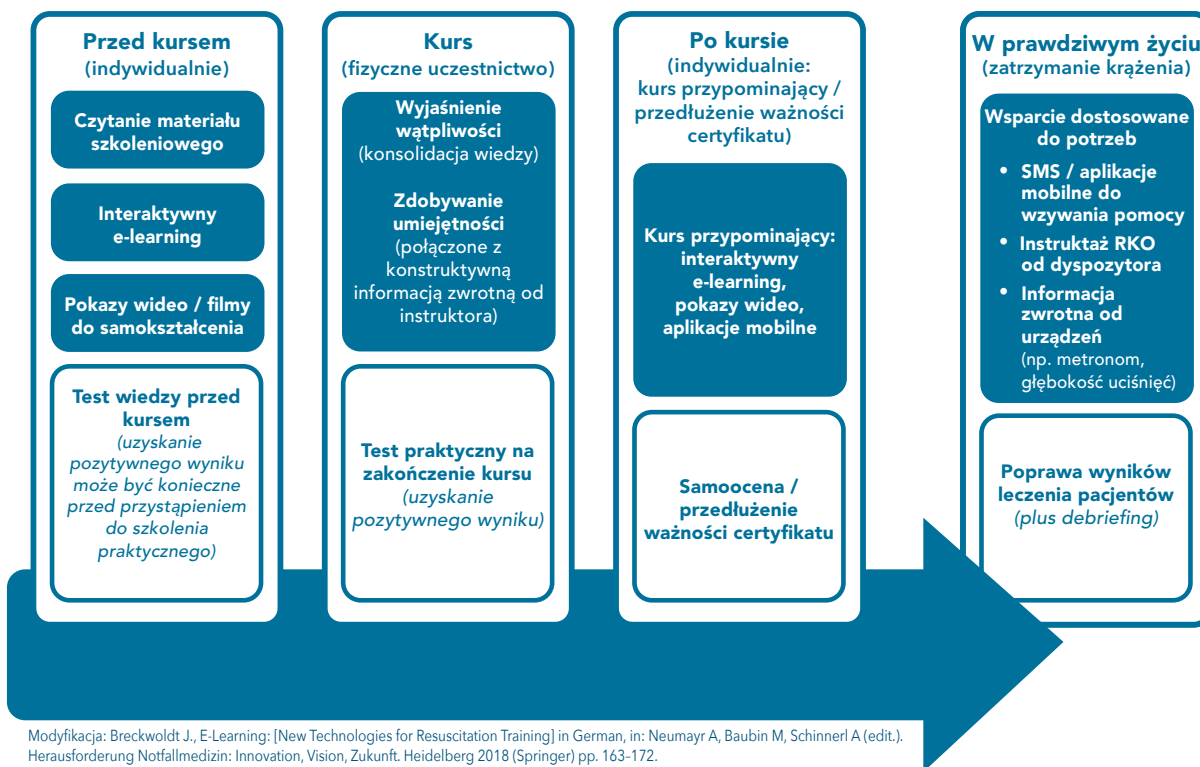 Przed kursem
(indywidualnie)
Czytanie materiału
szkoleniowego
Interaktywny
e-learning
Pokazy wideo / filmy
do samokształcenia
Test wiedzy przed
kursem
(uzyskanie
pozytywnego wyniku
może być konieczne
przed przystąpieniem
do szkolenia
praktycznego)
Kurs
(fizyczne uczestnictwo)
Wyjaśnienie
wątpliwości
(konsolidacja wiedzy)
Zdobywanie
umiejętności
(połączone z
konstruktywną
informacją zwrotną od
instruktora)
Test praktyczny na
zakończenie kursu
(uzyskanie
pozytywnego wyniku)
Po kursie
(indywidualnie:
kurs przypominający /
przedłużenie ważności
certyfikatu)
Kurs przypominający:
interaktywny
e-learning,
pokazy wideo,
aplikacje mobilne
Samoocena /
przedłużenie
ważności certyfikatu
W prawdziwym życiu
(zatrzymanie krążenia)
Wsparcie dostosowane
do potrzeb
• SMS / aplikacje
mobilne do
wzywania pomocy
• Instruktaż RKO
od dyspozytora
• Informacja
zwrotna od
urządzeń
(np. metronom,
głębokość uciśnięć)
Poprawa wyników
leczenia pacjentów
(plus debriefing)
Modyfikacja: Breckwoldt J., E-Learning: [New Technologies for Resuscitation Training] in German, in: Neumayr A, Baubin M, Schinnerl A (edit.).
Herausforderung Notfallmedizin: Innovation, Vision, Zukunft. Heidelberg 2018 (Springer) pp. 163–172.